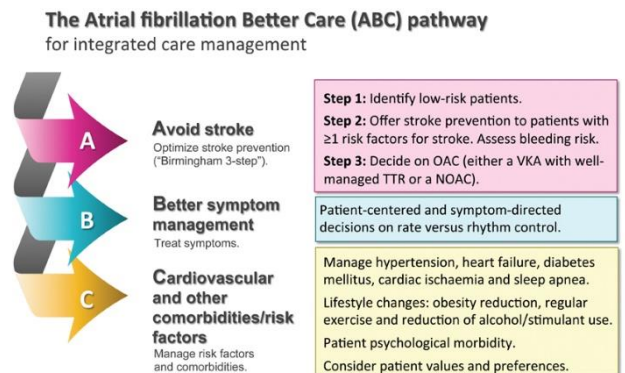 The Atrial fibrillation Better Care (ABC) pathway
for integrated care management
A
Avoid stroke
Optimize stroke prevention
("Birmingham 3-step").
Step 1: Identify low-risk patients.
Step 2: Offer stroke prevention to patients with
≥1 risk factors for stroke. Assess bleeding risk.
Step 3: Decide on OAC (either a VKA with well-
managed TTR or a NOAC).
B
Better symptom
management
Treat symptoms.
Patient-centered and symptom-directed
decisions on rate versus rhythm control.
C
Cardiovascular
and other
comorbidities/risk
factors
Manage risk factors
and comorbidities.
Manage hypertension, heart failure, diabetes
mellitus, cardiac ischaemia and sleep apnea.
Lifestyle changes: obesity reduction, regular
exercise and reduction of alcohol/stimulant use.
Patient psychological morbidity.
Consider patient values and preferences.